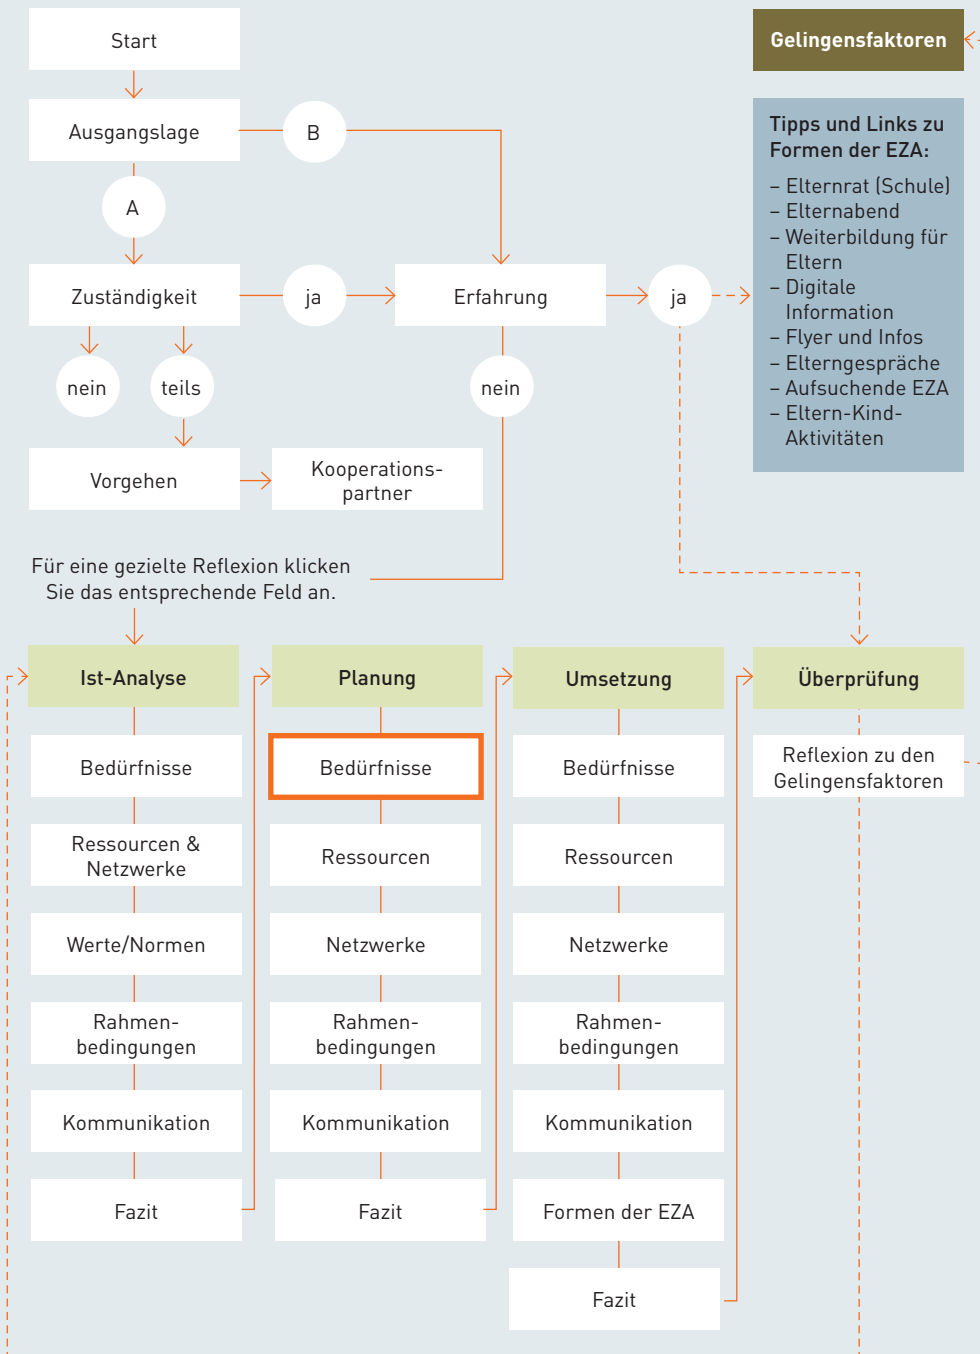 Start
Gelingensfaktoren
Ausgangslage
B
A
Tipps und Links zu
Formen der EZA:
– Elternrat (Schule)
– Elternabend
– Weiterbildung für
Eltern
– Digitale
Information
– Flyer und Infos
– Elterngespräche
– Aufsuchende EZA
– Eltern-Kind-
Aktivitäten
Zuständigkeit
ja
Erfahrung
ja
nein
teils
nein
Vorgehen
Kooperations-
partner
Für eine gezielte Reflexion klicken
Sie das entsprechende Feld an.
Ist-Analyse
Bedürfnisse
Ressourcen &
Netzwerke
Werte/Normen
Rahmen-
bedingungen
Kommunikation
Fazit
Planung
Bedürfnisse
Ressourcen
Netzwerke
Rahmen-
bedingungen
Kommunikation
Fazit
Umsetzung
Bedürfnisse
Ressourcen
Netzwerke
Rahmen-
bedingungen
Kommunikation
Formen der EZA
Fazit
Überprüfung
Reflexion zu den
Gelingensfaktoren